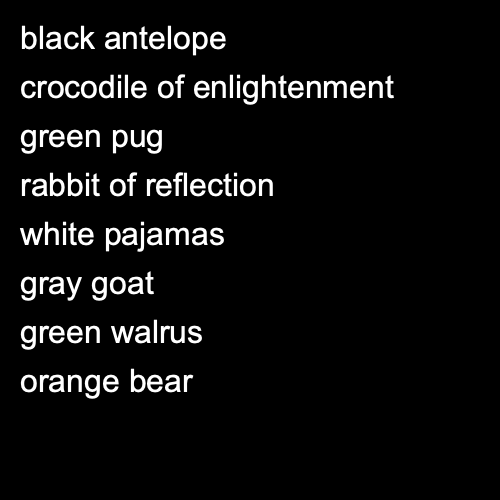 black antelope
crocodile of enlightenment
green pug
rabbit of reflection
white pajamas
gray goat
green walrus
orange bear